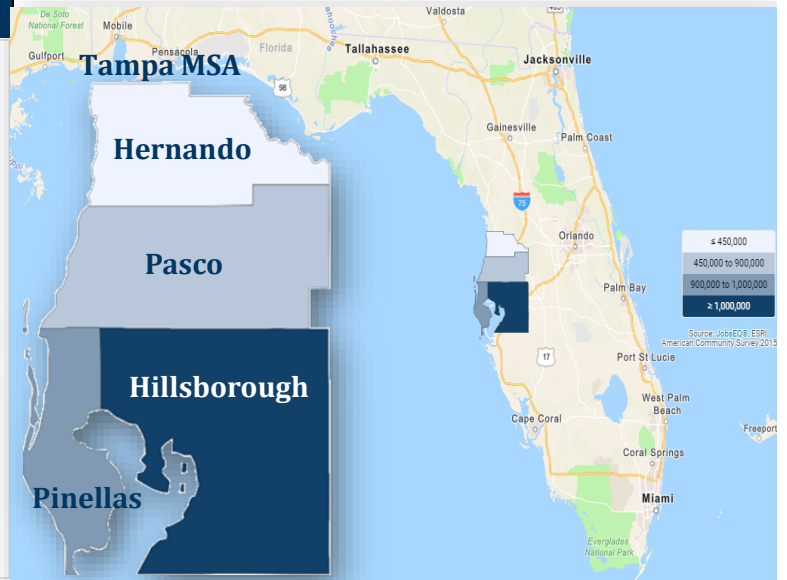 De Soto
National Forest
Mobile
Gulfport
Pensacola
Florida
Valdosta
Tallahassee
Jacksonville
98
Tampa MSA
Gainesville
Palm Coast
Hernando
75
Orlando
Pasco
≤ 450,000
450,000 to 900,000
900,000 to 1,000,000
≥ 1,000,000
Palm Bay
Source: JobsEQ®, ESRI,
American Community Survey 2015
Port St Lucie
17
Hillsborough
West Palm
Beach
Cape Coral
Freeport
Coral Springs
Pinellas
Miami
Everglades
National Park